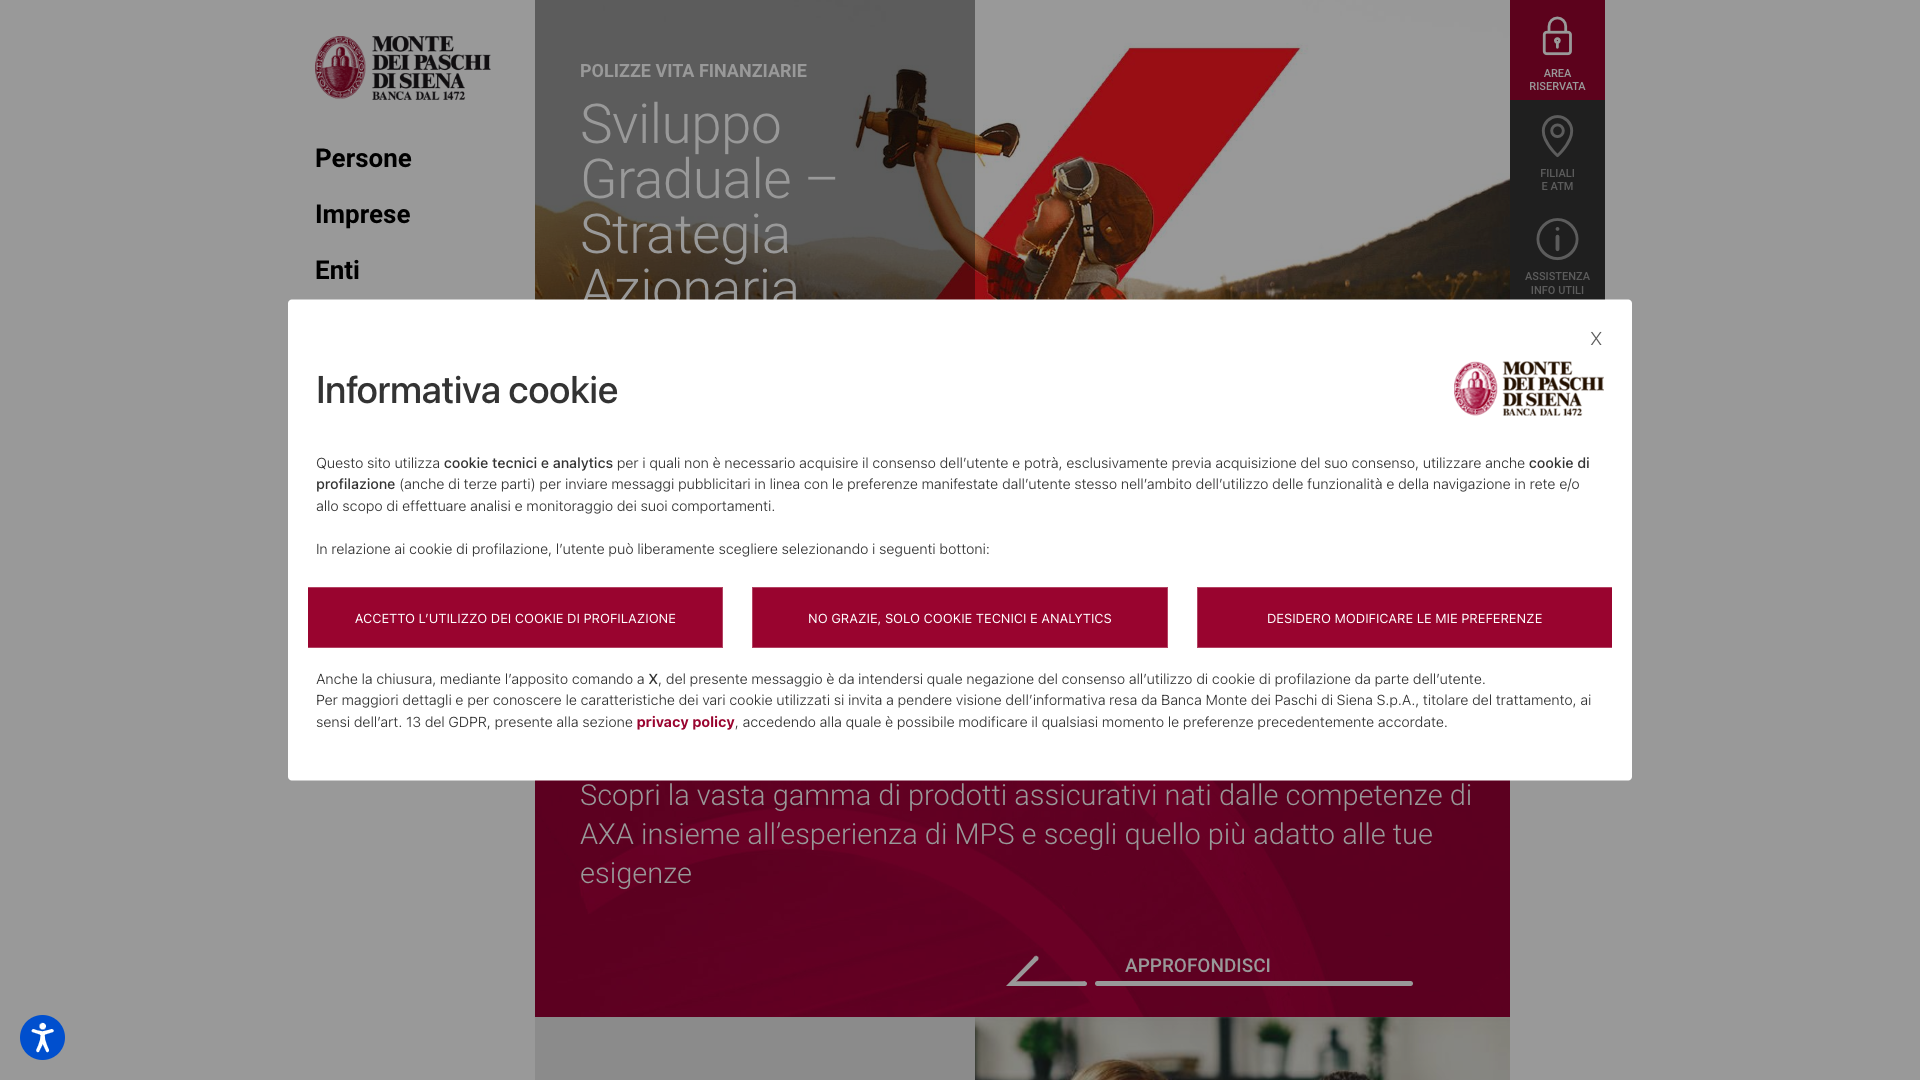 MONTE
DEI PASCHI
DI SIENA
BANCA DAL 1472
Persone
Imprese
Enti
POLIZZE VITA FINANZIARIE
Sviluppo
Graduale –
Strategia
Azionaria
AREA
RISERVATA
FILIALI
E ATM
ASSISTENZA
INFO UTILI
X
Informativa cookie
MONTE
DEI PASCHI
DI SIENA
BANCA DAL 1472
Questo sito utilizza cookie tecnici e analytics per i quali non è necessario acquisire il consenso dell’utente e potrà, esclusivamente previa acquisizione del suo consenso, utilizzare anche cookie di
profilazione (anche di terze parti) per inviare messaggi pubblicitari in linea con le preferenze manifestate dall’utente stesso nell’ambito dell’utilizzo delle funzionalità e della navigazione in rete e/o
allo scopo di effettuare analisi e monitoraggio dei suoi comportamenti.
In relazione ai cookie di profilazione, l’utente può liberamente scegliere selezionando i seguenti bottoni:
ACCETTO L’UTILIZZO DEI COOKIE DI PROFILAZIONE
NO GRAZIE, SOLO COOKIE TECNICI E ANALYTICS
DESIDERO MODIFICARE LE MIE PREFERENZE
Anche la chiusura, mediante l’apposito comando a X, del presente messaggio è da intendersi quale negazione del consenso all’utilizzo di cookie di profilazione da parte dell’utente.
Per maggiori dettagli e per conoscere le caratteristiche dei vari cookie utilizzati si invita a pendere visione dell’informativa resa da Banca Monte dei Paschi di Siena S.p.A., titolare del trattamento, ai
sensi dell’art. 13 del GDPR, presente alla sezione privacy policy, accedendo alla quale è possibile modificare il qualsiasi momento le preferenze precedentemente accordate.
Scopri la vasta gamma di prodotti assicurativi nati dalle competenze di
AXA insieme all’esperienza di MPS e scegli quello più adatto alle tue
esigenze
APPROFONDISCI